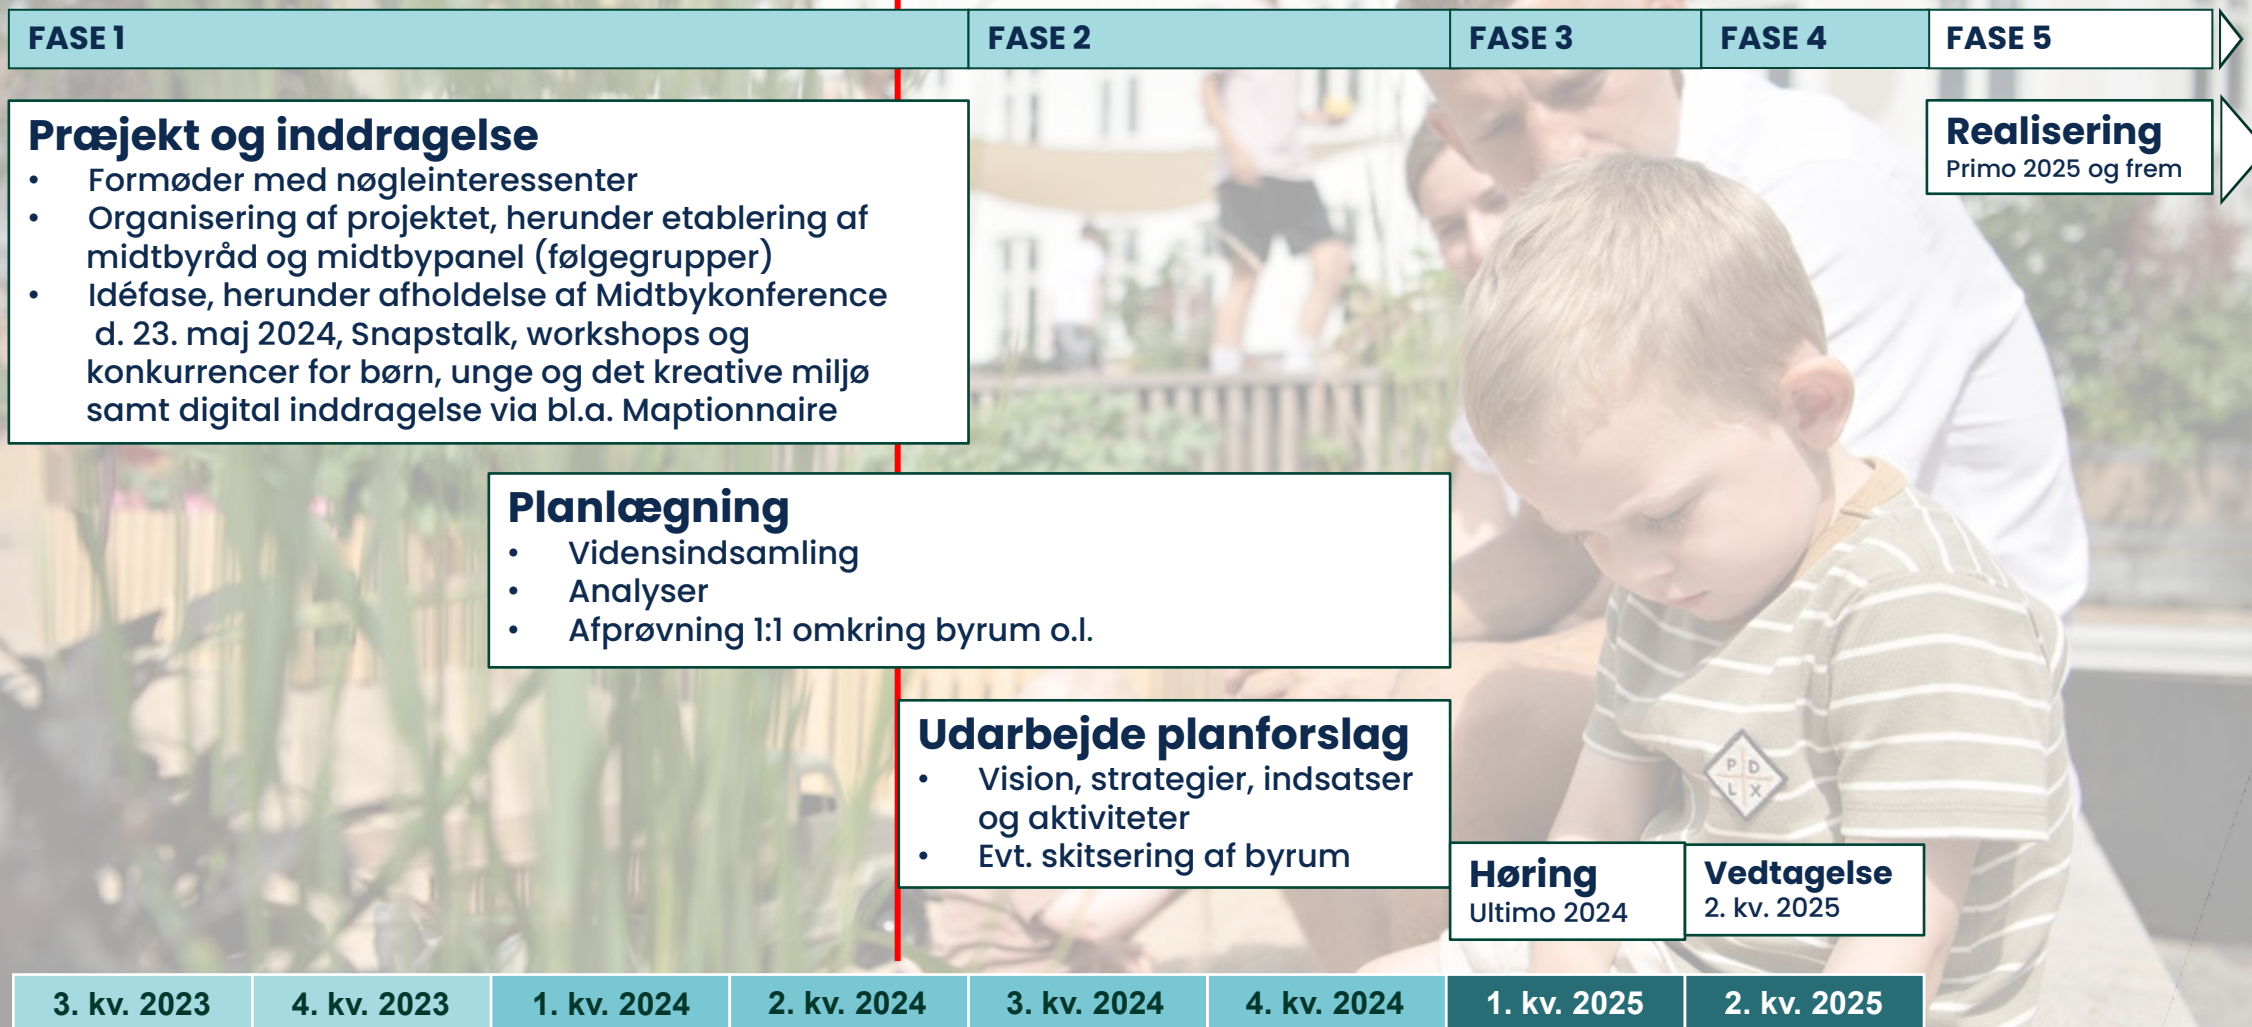 FASE 1
FASE 2
FASE 3
FASE 4
FASE 5
Præjekt og inddragelse
• Formøder med nøgleinteressenter
• Organisering af projektet, herunder etablering af
midtbyråd og midtbypanel (følgegrupper)
• Idéfase, herunder afholdelse af Midtbykonference
d. 23. maj 2024, Snapstalk, workshops og
konkurrencer for børn, unge og det kreative miljø
samt digital inddragelse via bl.a. Maptionnaire
Realisering
Primo 2025 og frem
Planlægning
• Vidensindsamling
• Analyser
• Afprøvning 1:1 omkring byrum o.l.
Udarbejde planforslag
• Vision, strategier, indsatser
og aktiviteter
• Evt. skitsering af byrum
P D
L X
Høring
Ultimo 2024
Vedtagelse
2. kv. 2025
3. kv. 2023
4. kv. 2023
1. kv. 2024
2. kv. 2024
3. kv. 2024
4. kv. 2024
1. kv. 2025
2. kv. 2025